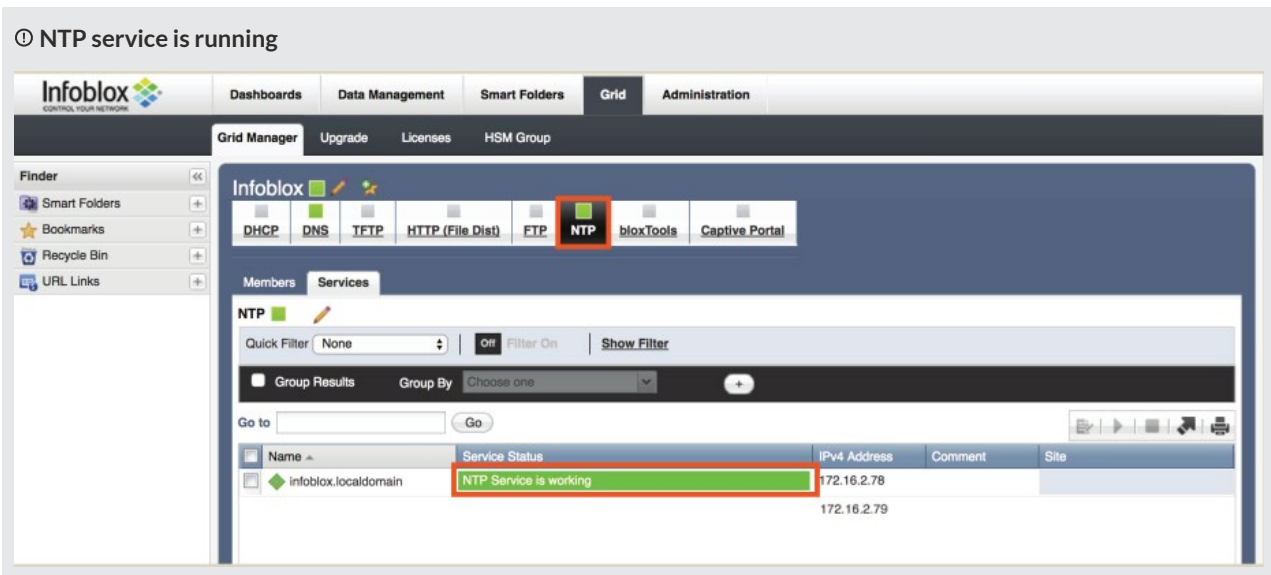 NTP service is running
Infoblox
CONTROL YOUR NETWORK
Dashboards Data Management Smart Folders Grid Administration
Grid Manager Upgrade Licenses HSM Group
Finder
Smart Folders
Bookmarks
Recycle Bin
URL Links
Infoblox
DHCP DNS TFTP HTTP (File Dist) FTP NTP bloxTools Captive Portal
Members Services
NTP
Quick Filter None Off Filter On Show Filter
Group Results Group By Choose one
Go to Go
Name Service Status IPv4 Address Comment Site
infoblox.localdomain NTP Service is working 172.16.2.78
172.16.2.79